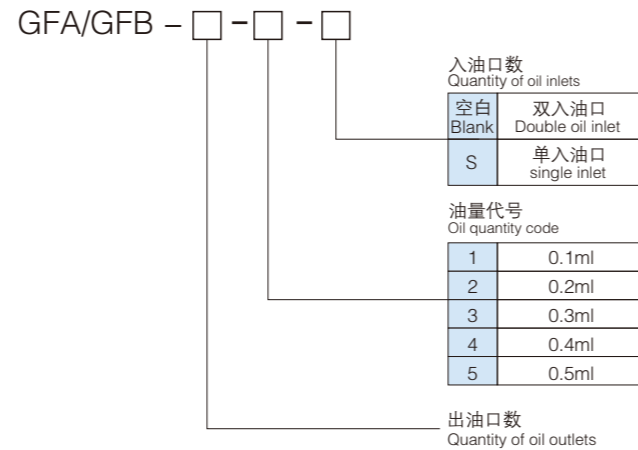 GFA/GFB – □ – □ – □
入油口数
Quantity of oil inlets
空白 双入油口
Blank Double oil inlet
S 单入油口
single inlet
油量代号
Oil quantity code
1 0.1ml
2 0.2ml
3 0.3ml
4 0.4ml
5 0.5ml
出油口数
Quantity of oil outlets